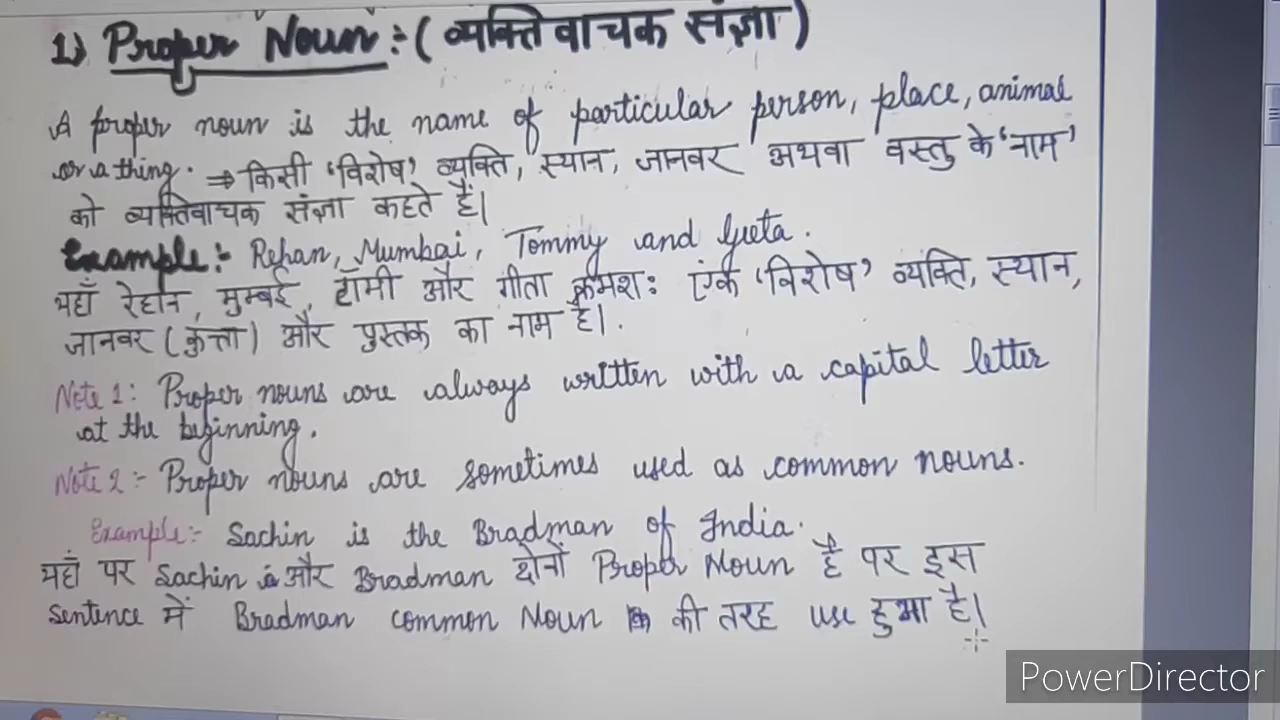 1) Proper Noun :- (व्यक्तिवाचक संज्ञा)
A proper noun is the name of particular person, place, animal
or a thing. ⇒ किसी 'विशेष' व्यक्ति, स्थान, जानवर अथवा वस्तु के 'नाम'
को व्यक्तिवाचक संज्ञा कहते हैं।
Example:- Rehan, Mumbai, Tommy and Geeta.
यहाँ रेहान, मुम्बई, टॉमी और गीता क्रमशः एक 'विशेष' व्यक्ति, स्थान,
जानवर (कुत्ता) और पुस्तक का नाम है।.
Note 1: Proper nouns are always written with a capital letter
at the beginning.
Note 2:- Proper nouns are sometimes used as common nouns.
Example:- Sachin is the Bradman of India.
यहाँ पर Sachin और Bradman दोनों Proper Noun है पर इस
sentence में Bradman common Noun की तरह use हुआ है।
PowerDirector